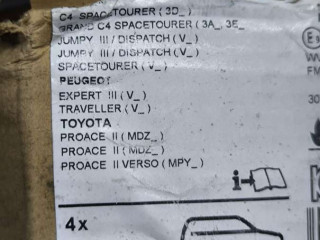 C4 SPACETOURER ( 3D_ )
GRAND C4 SPACETOURER ( 3A_, 3E_
JUMPY III / DISPATCH ( V_ )
JUMPY III / DISPATCH ( V_ )
SPACETOURER ( V_ )
PEUGEOT
EXPERT III ( V_ )
TRAVELLER ( V_ )
TOYOTA
PROACE II ( MDZ_ )
PROACE II ( MDZ_ )
PROACE II VERSO ( MPY_ )
i
4x
30